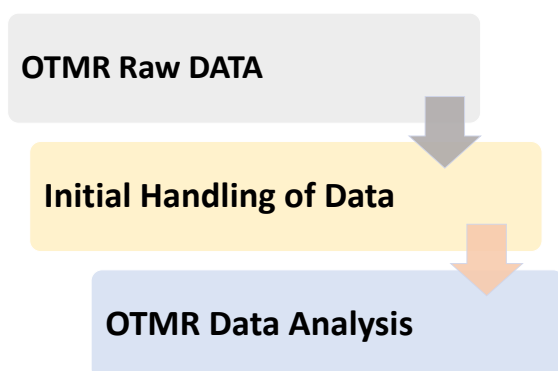 OTMR Raw DATA
Initial Handling of Data
OTMR Data Analysis